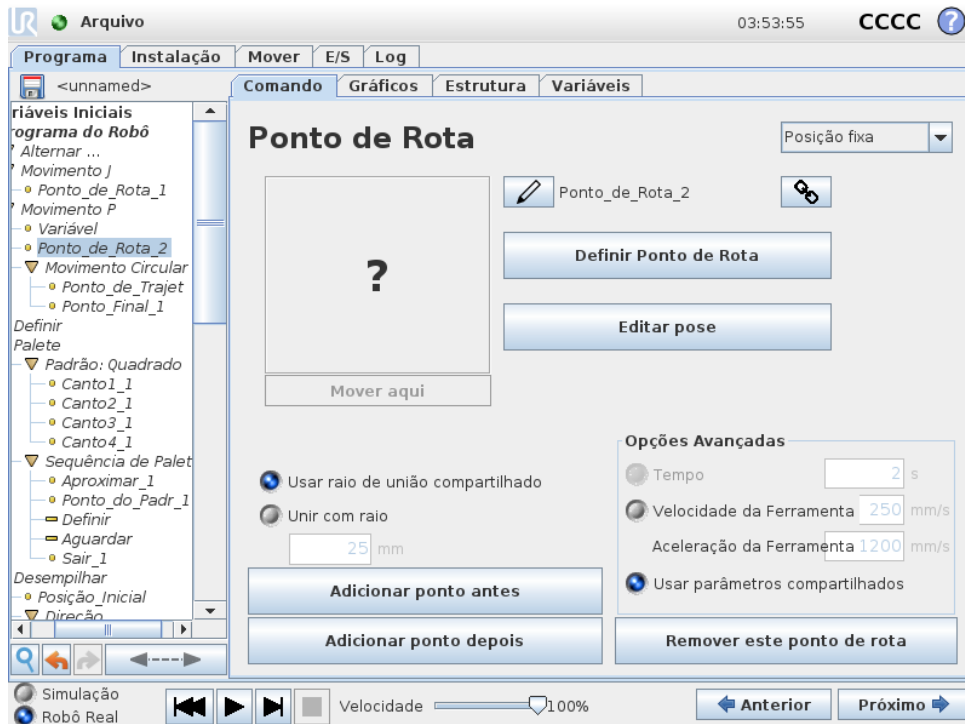 UR Arquivo 03:53:55 CCCC ?
Programa Instalação Mover E/S Log
<unnamed> Comando Gráficos Estrutura Variáveis
riáveis Iniciais
rograma do Robô
Alternar ...
Movimento J
Ponto_de_Rota_1
Movimento P
Variável
Ponto_de_Rota_2
Movimento Circular
Ponto_de_Trajet
Ponto_Final_1
Definir
Palete
Padrão: Quadrado
Canto1_1
Canto2_1
Canto3_1
Canto4_1
Sequência de Palet
Aproximar_1
Ponto_do_Padr_1
Definir
Aguardar
Sair_1
Desempilhar
Posição_Inicial
Direção
Ponto de Rota
Posição fixa
Ponto_de_Rota_2
?
Definir Ponto de Rota
Editar pose
Mover aqui
Usar raio de união compartilhado
Unir com raio
25 mm
Opções Avançadas
Tempo 2 s
Velocidade da Ferramenta 250 mm/s
Aceleração da Ferramenta 1200 mm/s
Usar parâmetros compartilhados
Adicionar ponto antes
Adicionar ponto depois
Remover este ponto de rota
Simulação
Robô Real
Velocidade 100%
Anterior
Próximo